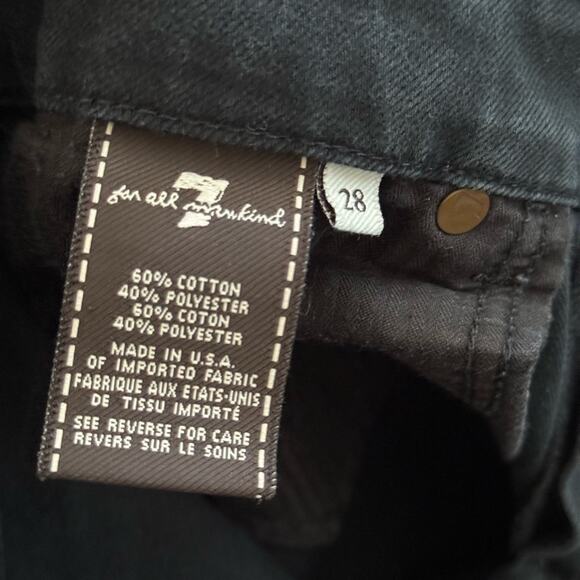 7
for all mankind
28
60% COTTON
40% POLYESTER
60% COTON
40% POLYESTER
MADE IN U.S.A.
OF IMPORTED FABRIC
FABRIQUE AUX ETATS-UNIS
DE TISSU IMPORTÉ
SEE REVERSE FOR CARE
REVERS SUR LE SOINS